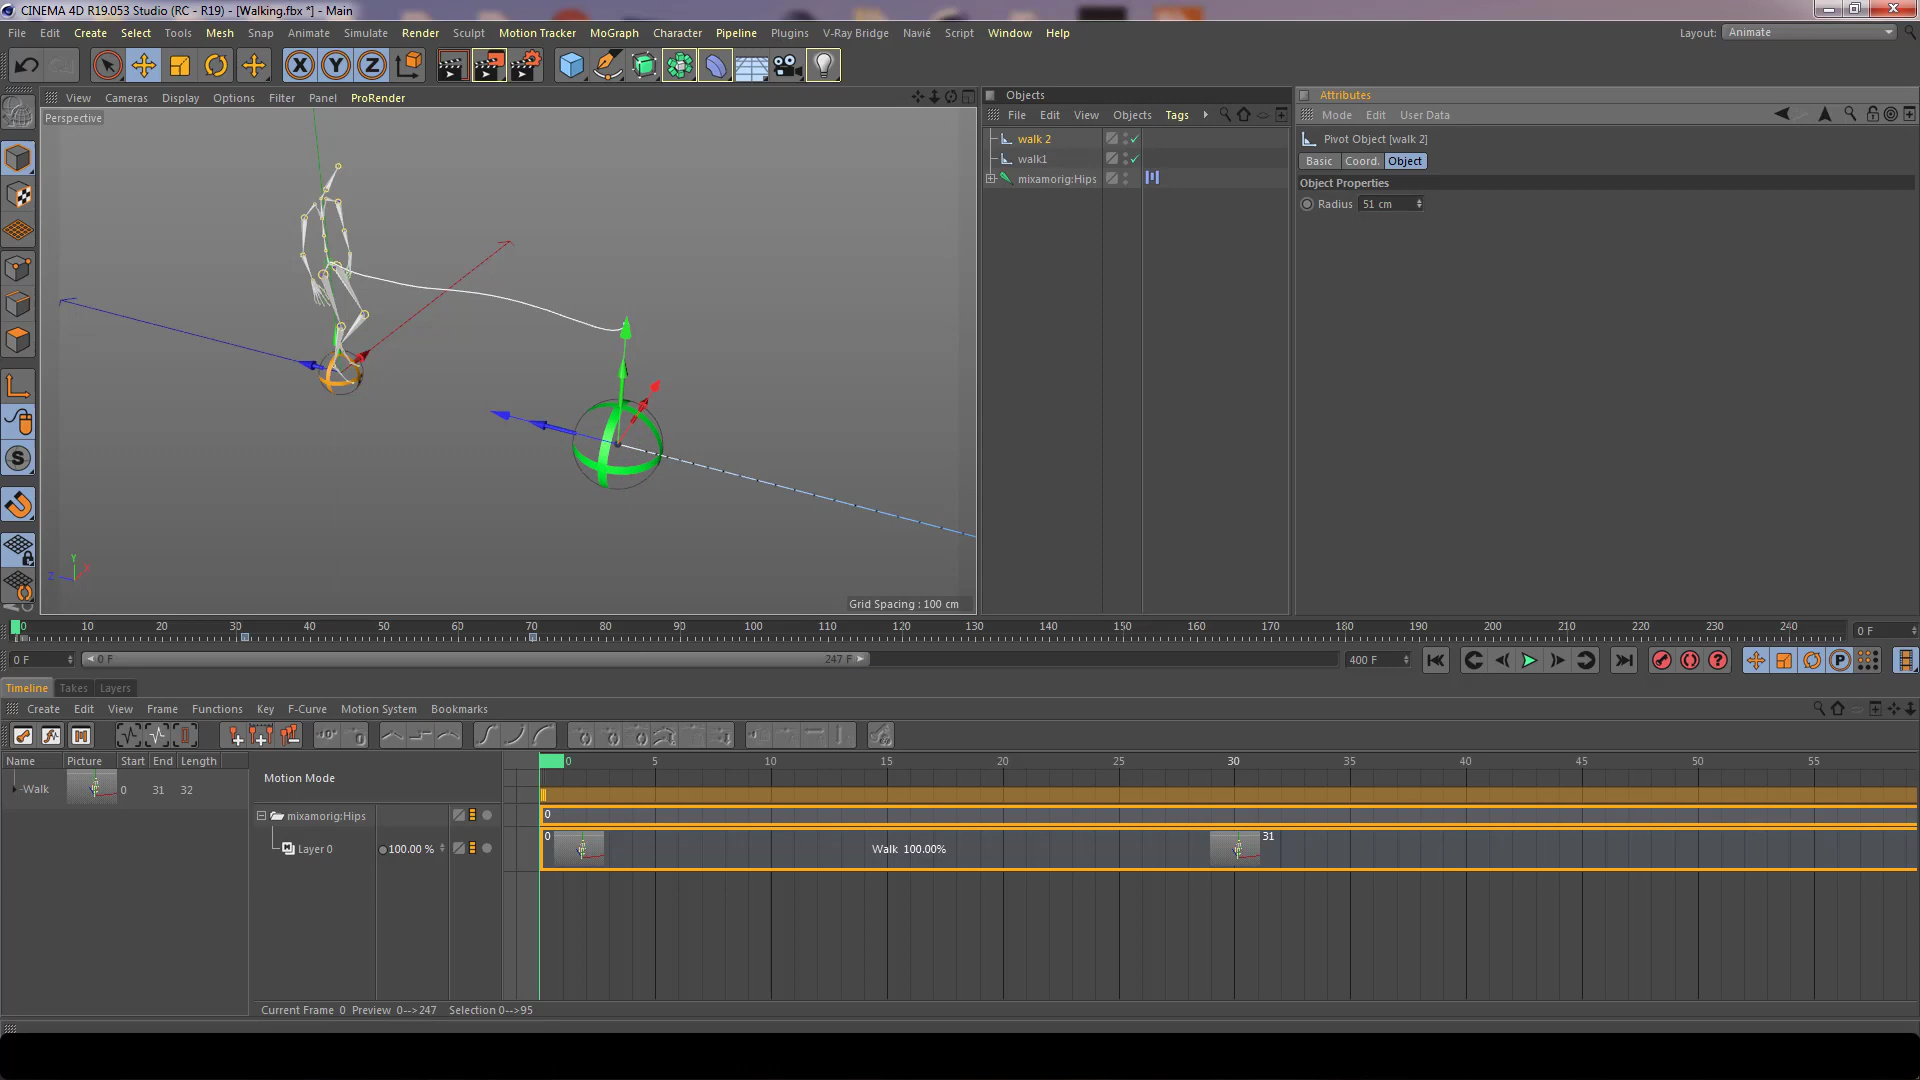 CINEMA 4D R19.053 Studio (RC - R19) - [Walking.fbx *] - Main
File Edit Create Select Tools Mesh Snap Animate Simulate Render Sculpt Motion Tracker MoGraph Character Pipeline Plugins V-Ray Bridge Navié Script Window Help
Layout: Animate
X Y Z
View Cameras Display Options Filter Panel ProRender
Perspective
Y
X
Z
Grid Spacing : 100 cm
Objects
File Edit View Objects Tags
walk 2
walk1
mixamorig:Hips
Attributes
Mode Edit User Data
Pivot Object [walk 2]
Basic Coord. Object
Object Properties
Radius 51 cm
0 10 20 30 40 50 60 70 80 90 100 110 120 130 140 150 160 170 180 190 200 210 220 230 240 0 F
0 F 0 F 247 F 400 F
Timeline Takes Layers
Create Edit View Frame Functions Key F-Curve Motion System Bookmarks
Name Picture Start End Length
Walk 0 31 32
Motion Mode
mixamorig:Hips
Layer 0 100.00 %
0 5 10 15 20 25 30 35 40 45 50 55
0
0 Walk 100.00% 31
Current Frame 0 Preview 0-->247 Selection 0-->95